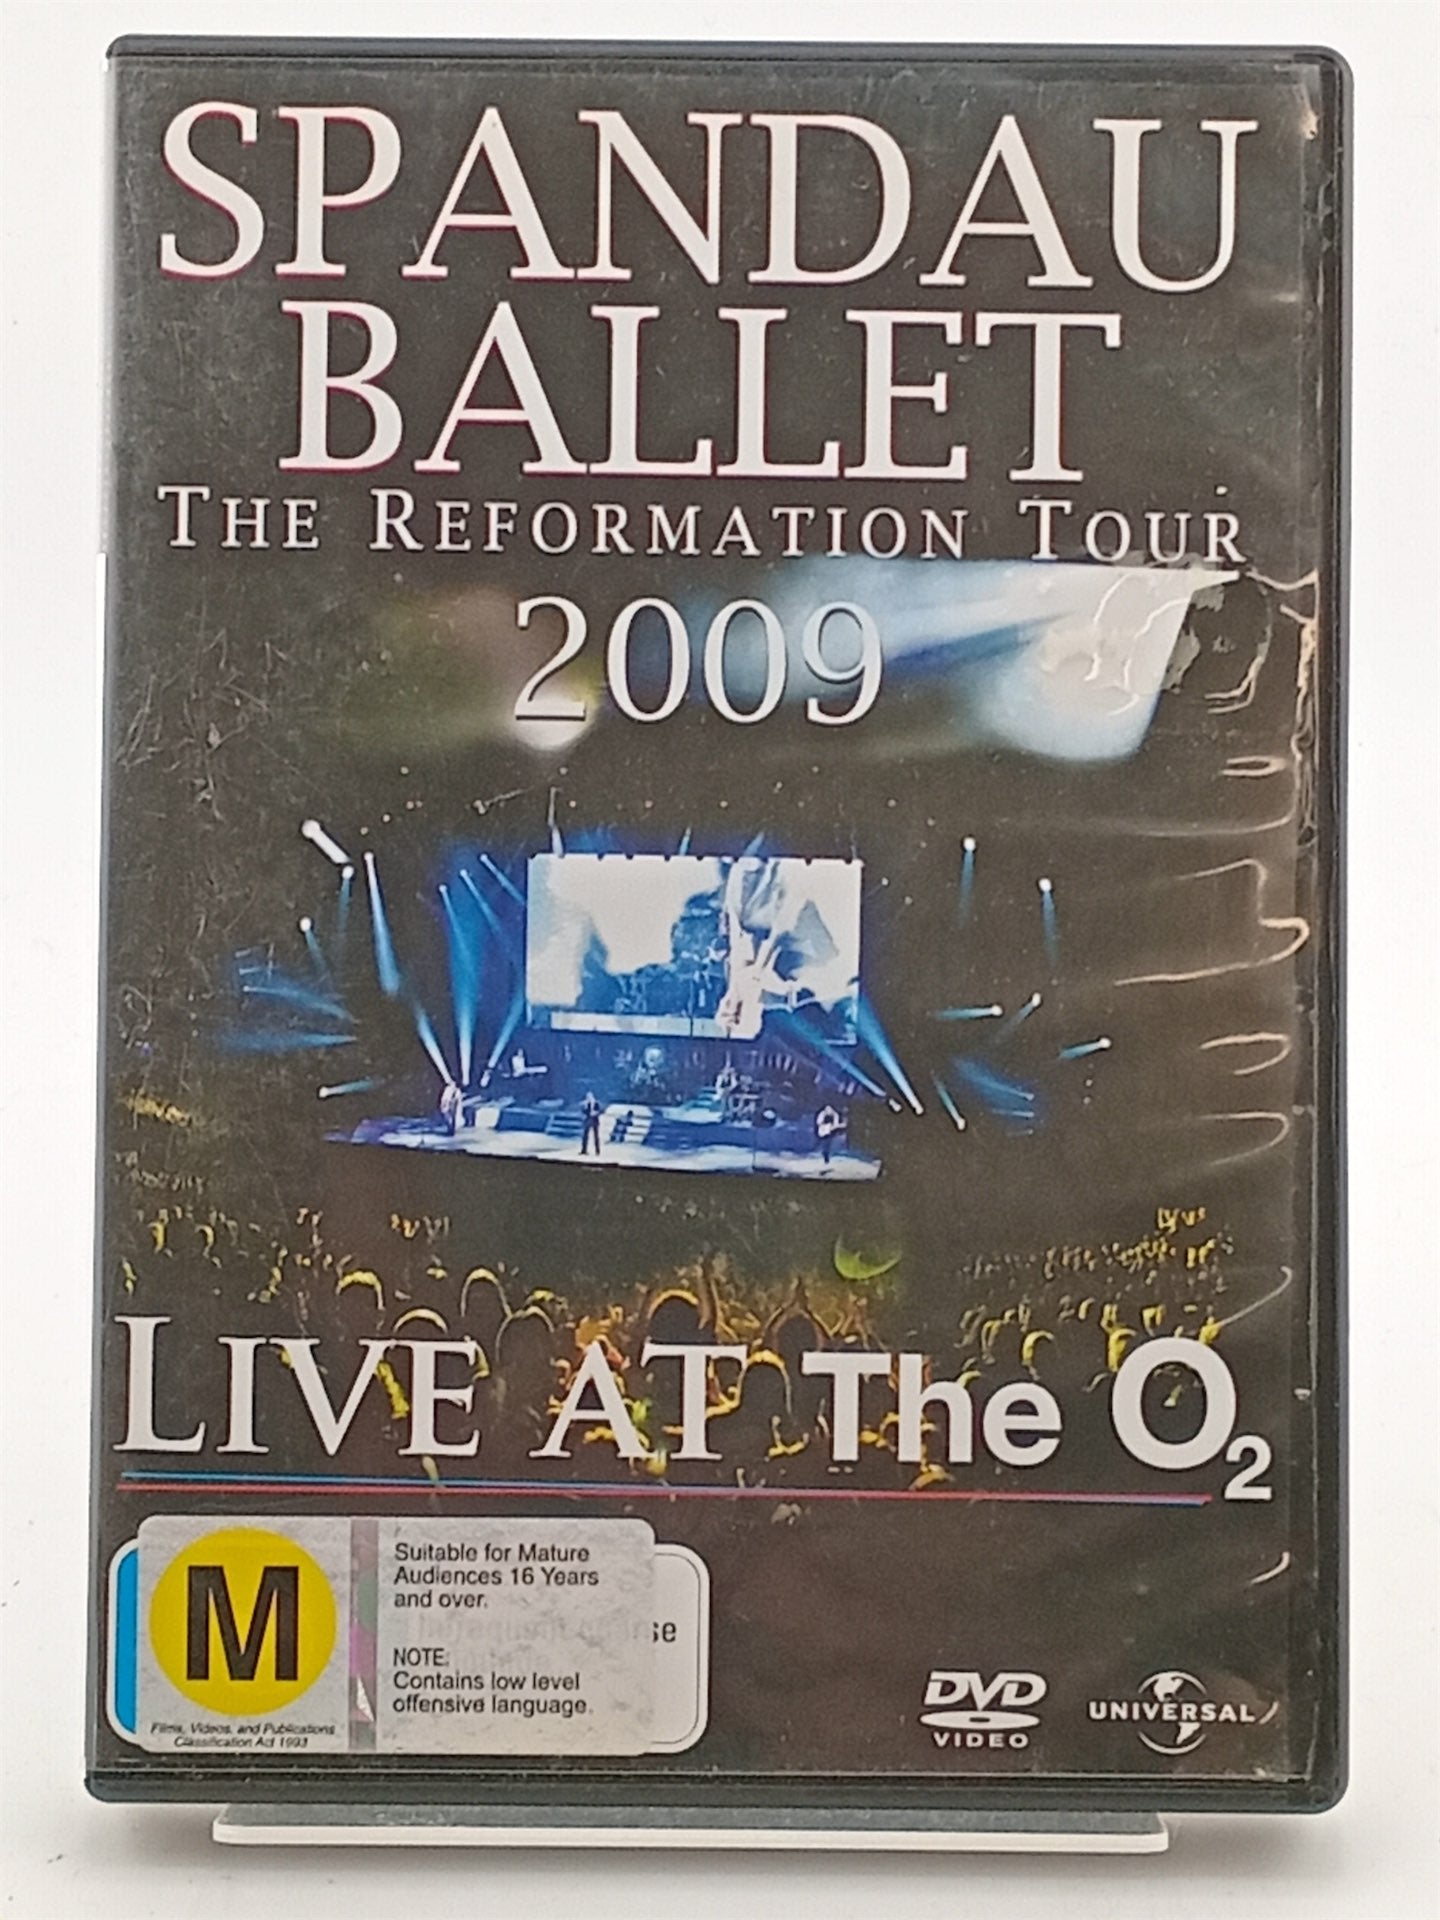 SPANDAU
BALLET
THE REFORMATION TOUR
2009
LIVE AT The O2
M
Films, Videos, and Publications
Classification Act 1993
Suitable for Mature
Audiences 16 Years
and over.
NOTE:
Contains low level
offensive language.
se
DVD
VIDEO
UNIVERSAL